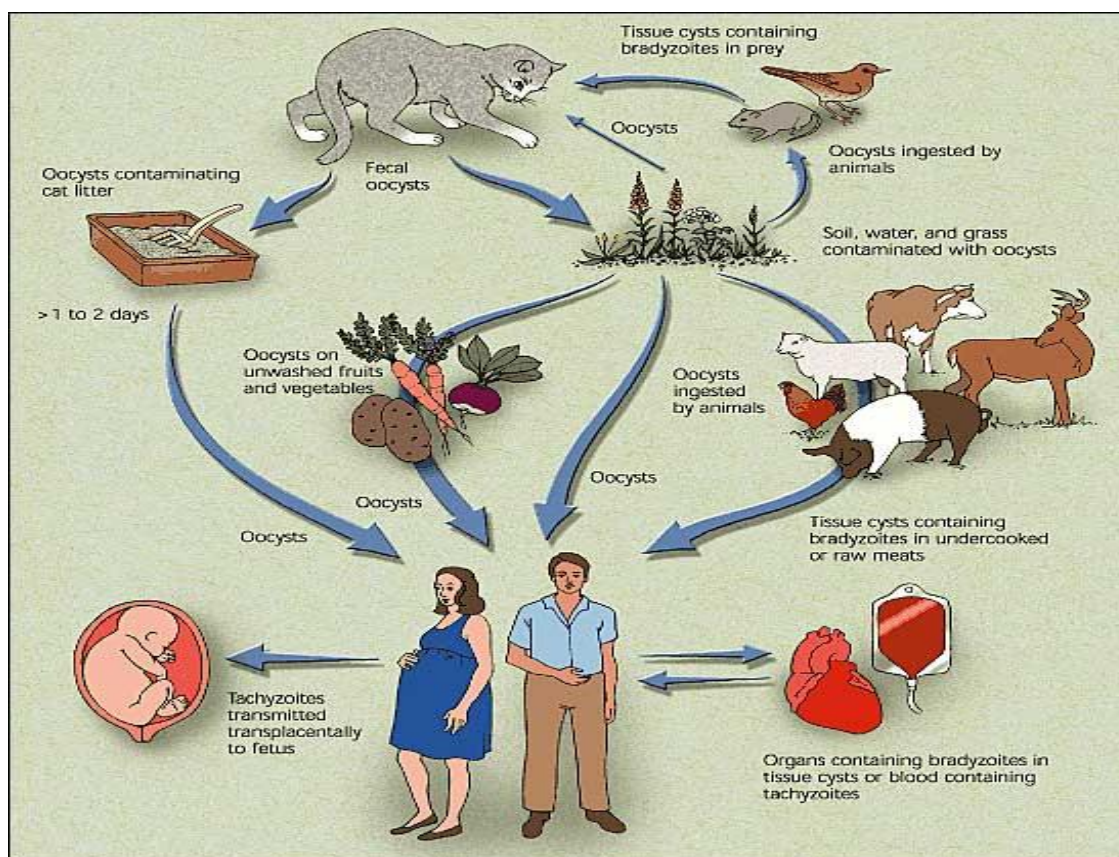 Tissue cysts containing
bradyzoites in prey
Oocysts
Oocysts ingested by
animals
Oocysts contaminating
cat litter
Fecal
oocysts
Soil, water, and grass
contaminated with oocysts
>1 to 2 days
Oocysts on
unwashed fruits
and vegetables
Oocysts
ingested
by animals
Oocysts
Oocysts
Oocysts
Tissue cysts containing
bradyzoites in undercooked
or raw meats
Tachyzoites
transmitted
transplacentally
to fetus
Organs containing bradyzoites in
tissue cysts or blood containing
tachyzoites